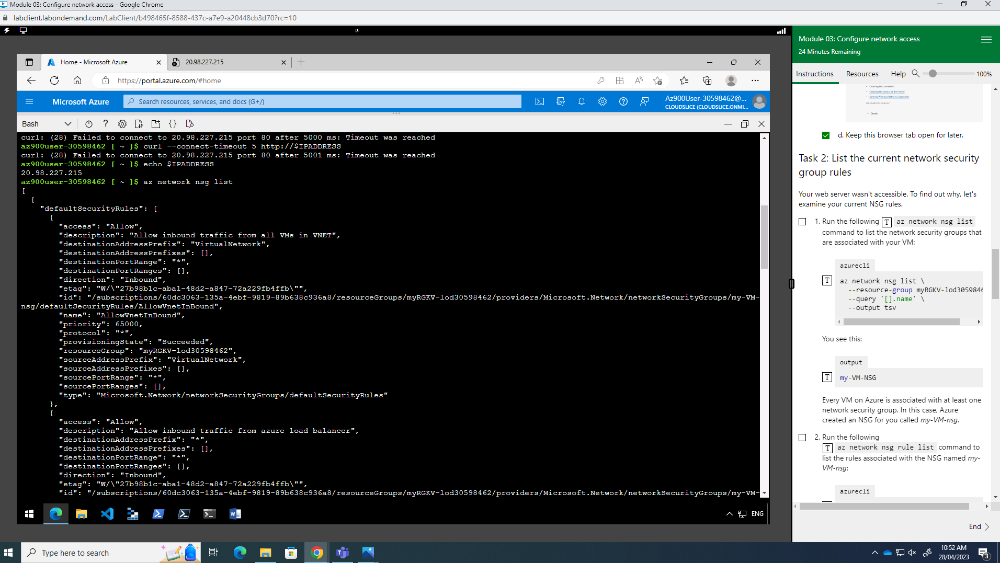 Module 03: Configure network access - Google Chrome
labclient.labondemand.com/LabClient/b498465f-8588-437c-a7e9-a20448cb3d70?rc=10
Home - Microsoft Azure
20.98.227.215
https://portal.azure.com/#home
Microsoft Azure
Search resources, services, and docs (G+/)
Az900User-30598462@...
CLOUDSLICE (CLOUDSLICE.ONMI...
Bash
curl: (28) Failed to connect to 20.98.227.215 port 80 after 5000 ms: Timeout was reached
az900user-30598462 [ ~ ]$ curl --connect-timeout 5 http://$IPADDRESS
curl: (28) Failed to connect to 20.98.227.215 port 80 after 5001 ms: Timeout was reached
az900user-30598462 [ ~ ]$ echo $IPADDRESS
20.98.227.215
az900user-30598462 [ ~ ]$ az network nsg list
[
{
"defaultSecurityRules": [
{
"access": "Allow",
"description": "Allow inbound traffic from all VMs in VNET",
"destinationAddressPrefix": "VirtualNetwork",
"destinationAddressPrefixes": [],
"destinationPortRange": "*",
"destinationPortRanges": [],
"direction": "Inbound",
"etag": "W/\"27b98b1c-aba1-48d2-a847-72a229fb4ffb\"",
"id": "/subscriptions/60dc3063-135a-4ebf-9819-89b638c936a8/resourceGroups/myRGKV-lod30598462/providers/Microsoft.Network/networkSecurityGroups/my-VM-
nsg/defaultSecurityRules/AllowVnetInBound",
"name": "AllowVnetInBound",
"priority": 65000,
"protocol": "*",
"provisioningState": "Succeeded",
"resourceGroup": "myRGKV-lod30598462",
"sourceAddressPrefix": "VirtualNetwork",
"sourceAddressPrefixes": [],
"sourcePortRange": "*",
"sourcePortRanges": [],
"type": "Microsoft.Network/networkSecurityGroups/defaultSecurityRules"
},
{
"access": "Allow",
"description": "Allow inbound traffic from azure load balancer",
"destinationAddressPrefix": "*",
"destinationAddressPrefixes": [],
"destinationPortRange": "*",
"destinationPortRanges": [],
"direction": "Inbound",
"etag": "W/\"27b98b1c-aba1-48d2-a847-72a229fb4ffb\"",
"id": "/subscriptions/60dc3063-135a-4ebf-9819-89b638c936a8/resourceGroups/myRGKV-lod30598462/providers/Microsoft.Network/networkSecurityGroups/my-VM-
ENG
Module 03: Configure network access
24 Minutes Remaining
Instructions Resources Help 100%
Checking the connection
Checking the proxy and the firewall
Running Windows Network Diagnostics
Details
d. Keep this browser tab open for later.
Task 2: List the current network security
group rules
Your web server wasn't accessible. To find out why, let's
examine your current NSG rules.
1. Run the following T az network nsg list
command to list the network security groups that
are associated with your VM:
azurecli
T az network nsg list \
--resource-group myRGKV-lod3059846
--query '[].name' \
--output tsv
You see this:
output
T my-VM-NSG
Every VM on Azure is associated with at least one
network security group. In this case, Azure
created an NSG for you called my-VM-nsg.
2. Run the following
T az network nsg rule list command to
list the rules associated with the NSG named my-
VM-nsg:
azurecli
End
Type here to search
10:52 AM
28/04/2023
3